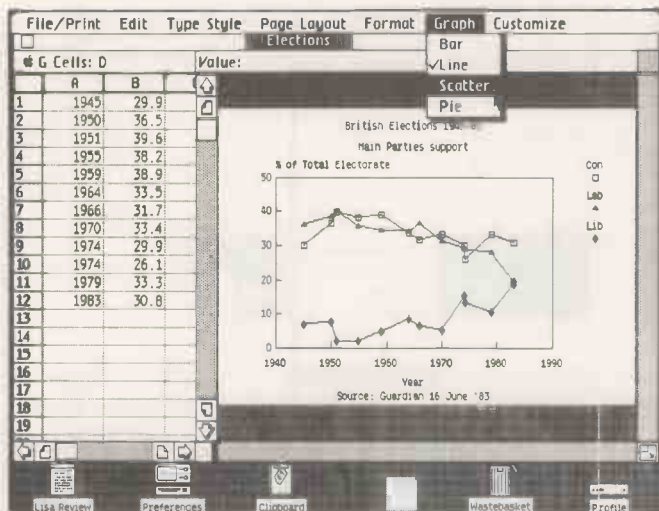 File/Print Edit Type Style Page Layout Format Graph Customize
Elections
Bar
✓Line
Scatter
Pie
G Cells: D Value:
A B
1 1945 29.9
2 1950 36.5
3 1951 39.6
4 1955 38.2
5 1959 38.9
6 1964 33.5
7 1966 31.7
8 1970 33.4
9 1974 29.9
10 1974 26.1
11 1979 33.3
12 1983 30.8
13
14
15
16
17
18
19
British Elections
Main Parties support
% of Total Electorate
Con
Lab
Lib
50
40
30
20
10
0
1940 1950 1960 1970 1980 1990
Year
Source: Guardian 16 June '83
Lisa Review Preferences Clipboard Wastebasket Profile